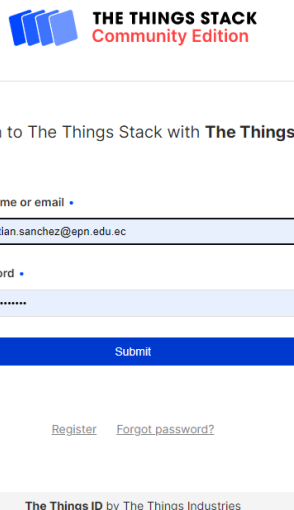 THE THINGS STACK
Community Edition
to The Things Stack with The Things
me or email •
tian.sanchez@epn.edu.ec
ord •
Submit
Register Forgot password?
The Things ID by The Things Industries